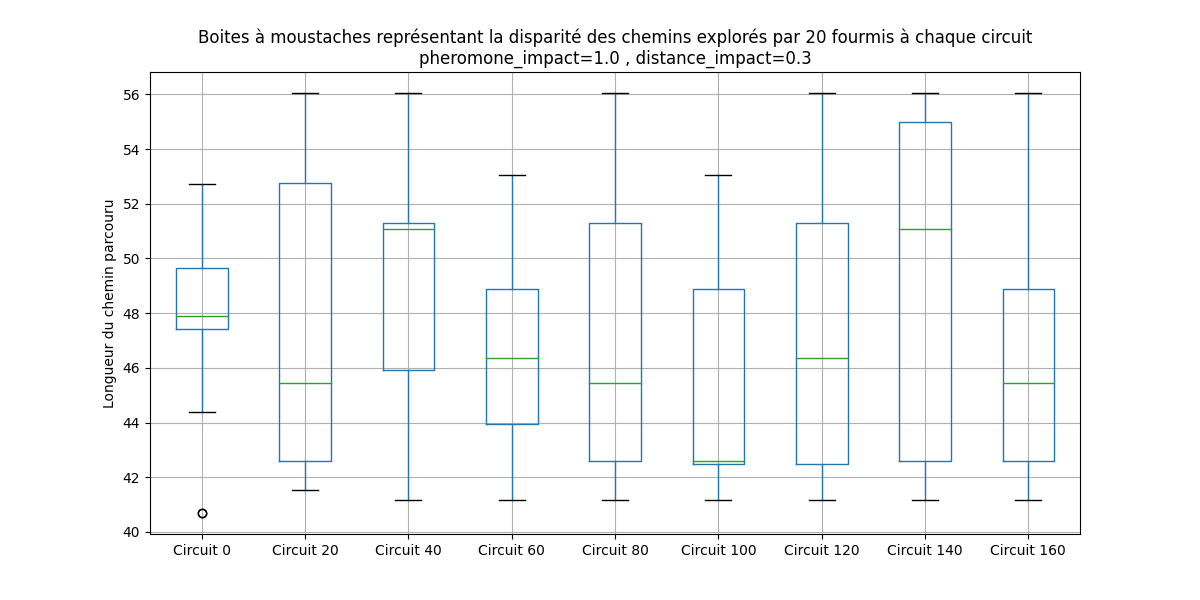 Boites à moustaches représentant la disparité des chemins explorés par 20 fourmis à chaque circuit
pheromone_impact=1.0 , distance_impact=0.3
Longueur du chemin parcouru
56
54
52
50
48
46
44
42
40
Circuit 0
Circuit 20
Circuit 40
Circuit 60
Circuit 80
Circuit 100
Circuit 120
Circuit 140
Circuit 160